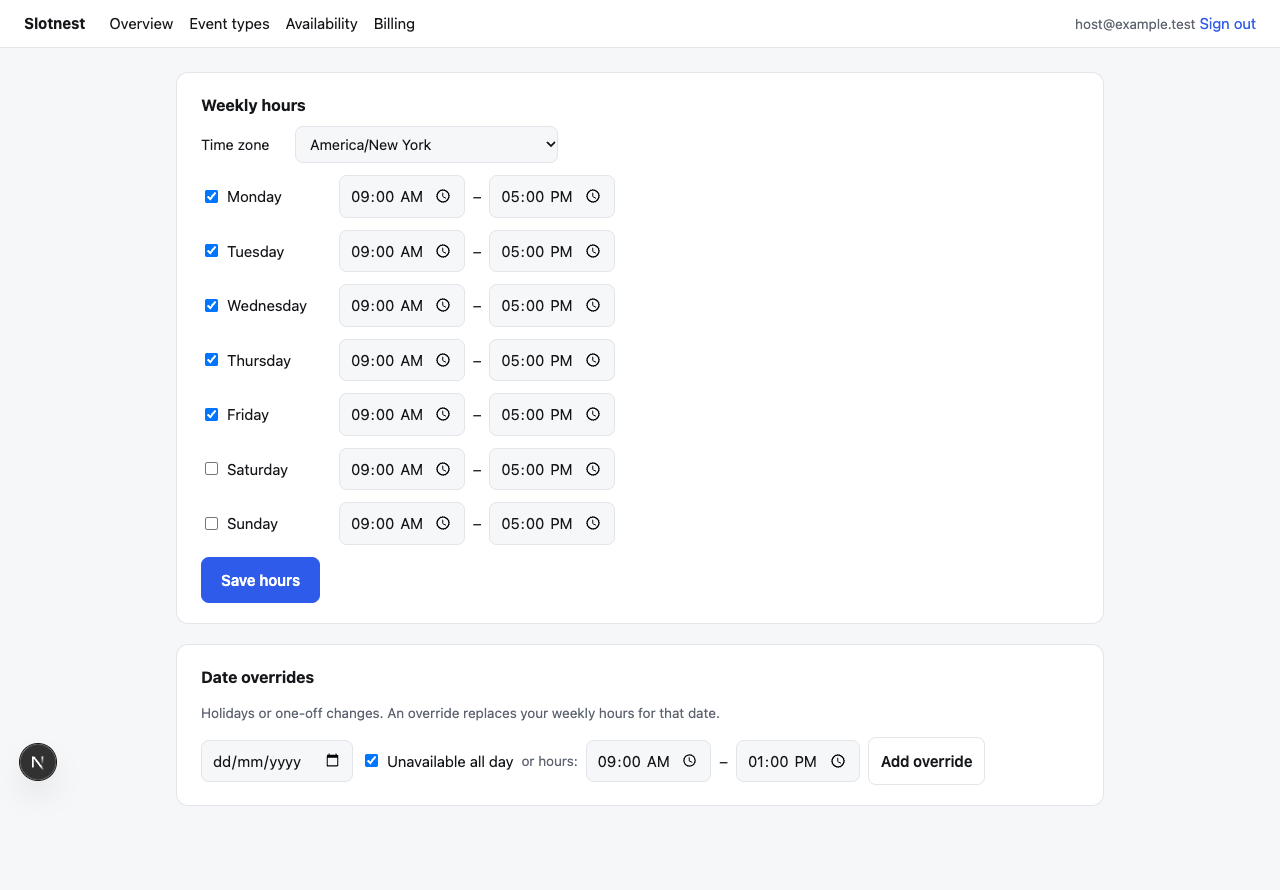 Slotnest Overview Event types Availability Billing host@example.test Sign out
Weekly hours
Time zone America/New York
Monday 09:00 AM – 05:00 PM
Tuesday 09:00 AM – 05:00 PM
Wednesday 09:00 AM – 05:00 PM
Thursday 09:00 AM – 05:00 PM
Friday 09:00 AM – 05:00 PM
Saturday 09:00 AM – 05:00 PM
Sunday 09:00 AM – 05:00 PM
Save hours
Date overrides
Holidays or one-off changes. An override replaces your weekly hours for that date.
dd/mm/yyyy Unavailable all day or hours: 09:00 AM – 01:00 PM Add override
N